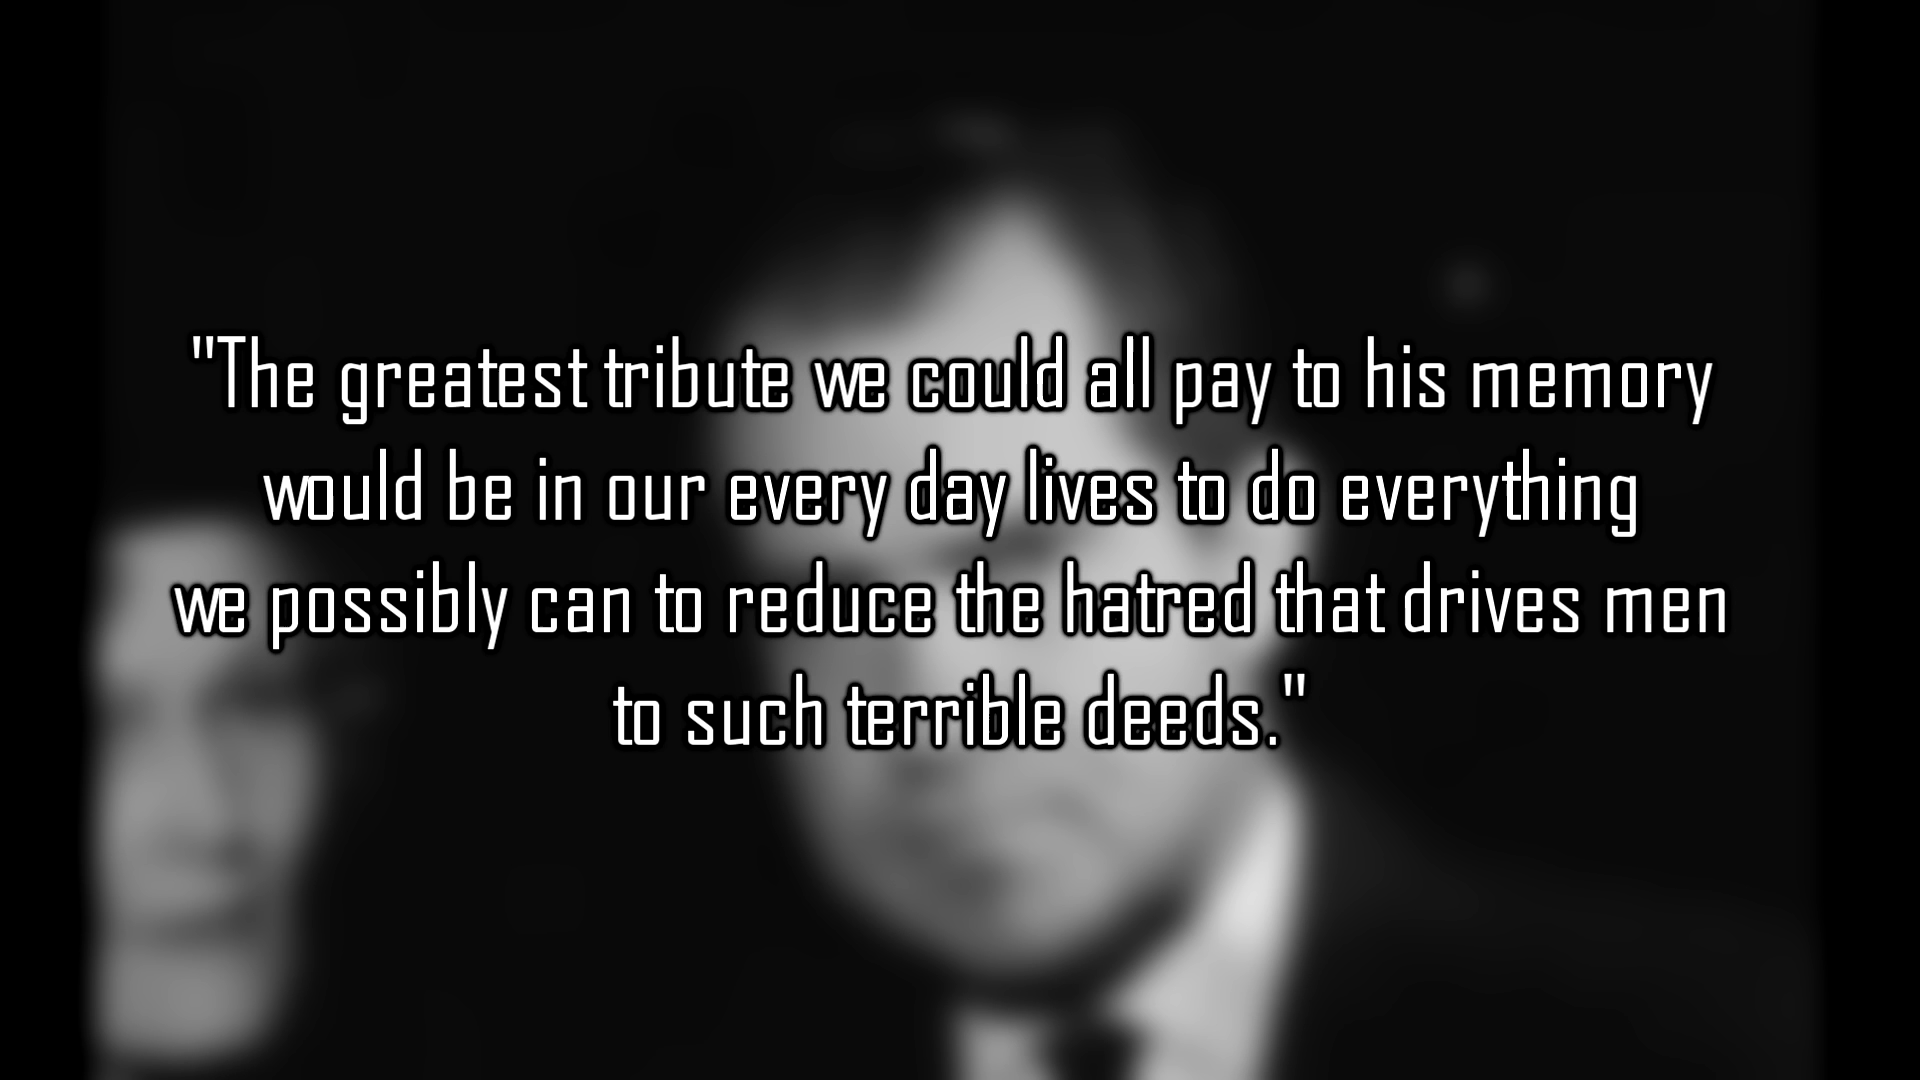 "The greatest tribute we could all pay to his memory
would be in our every day lives to do everything
we possibly can to reduce the hatred that drives men
to such terrible deeds."